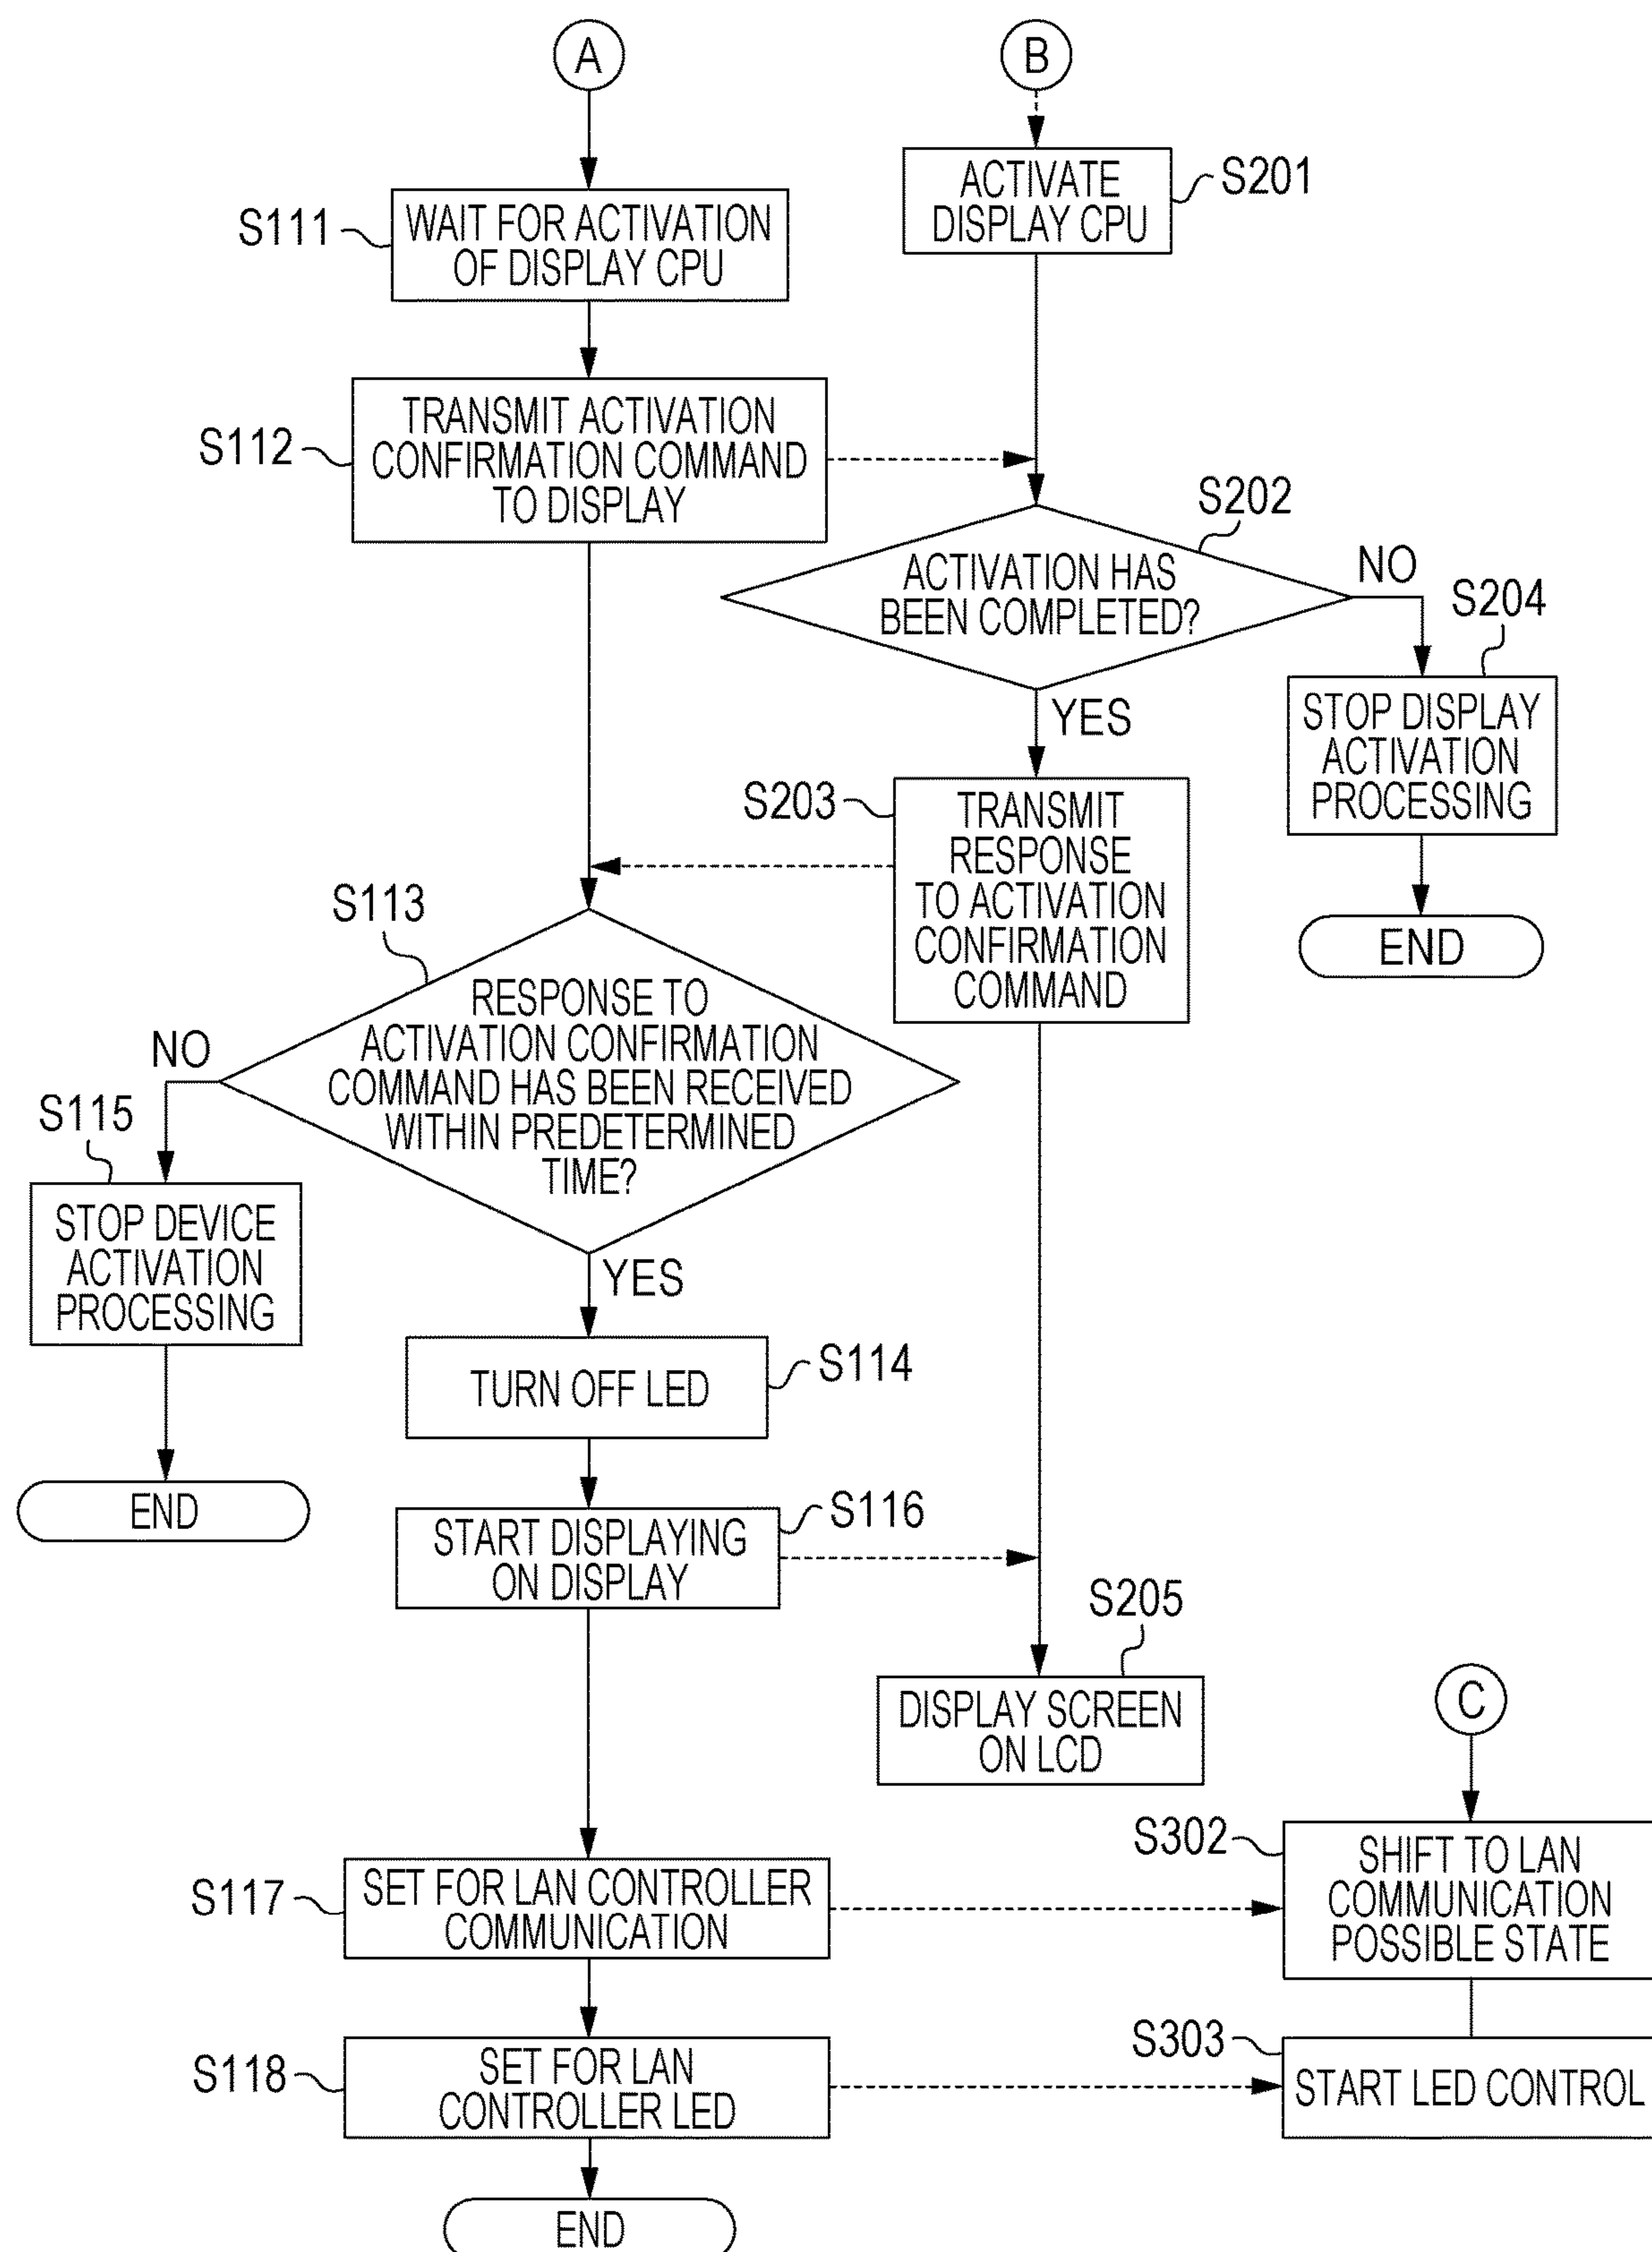 A
B
S111
WAIT FOR ACTIVATION
OF DISPLAY CPU
ACTIVATE
DISPLAY CPU
S201
S112
TRANSMIT ACTIVATION
CONFIRMATION COMMAND
TO DISPLAY
S202
ACTIVATION HAS
BEEN COMPLETED?
NO
YES
S204
STOP DISPLAY
ACTIVATION
PROCESSING
END
S203
TRANSMIT
RESPONSE
TO ACTIVATION
CONFIRMATION
COMMAND
S113
RESPONSE TO
ACTIVATION CONFIRMATION
COMMAND HAS BEEN RECEIVED
WITHIN PREDETERMINED
TIME?
NO
YES
S115
STOP DEVICE
ACTIVATION
PROCESSING
END
TURN OFF LED
S114
START DISPLAYING
ON DISPLAY
S116
S205
DISPLAY SCREEN
ON LCD
C
S117
SET FOR LAN CONTROLLER
COMMUNICATION
S302
SHIFT TO LAN
COMMUNICATION
POSSIBLE STATE
S118
SET FOR LAN
CONTROLLER LED
S303
START LED CONTROL
END